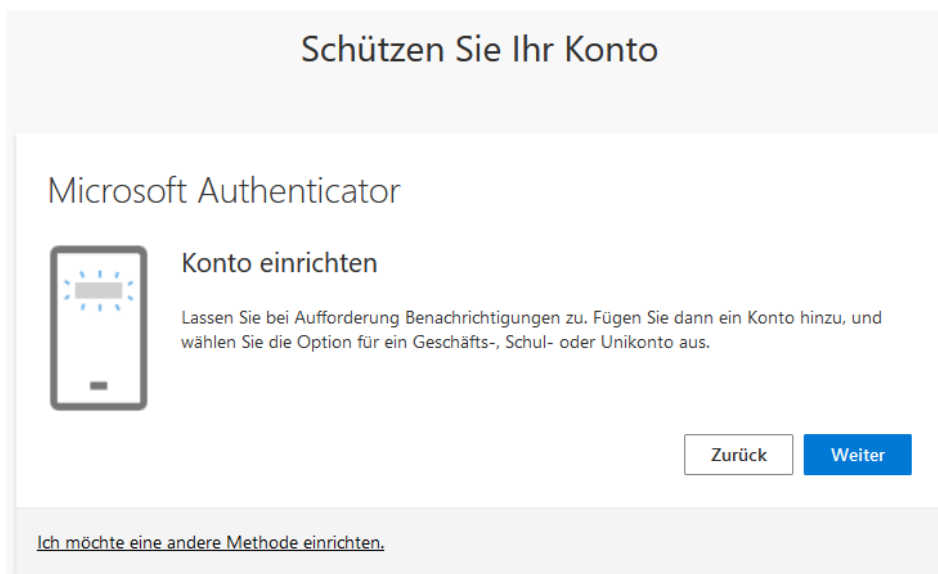 Schützen Sie Ihr Konto
Microsoft Authenticator
Konto einrichten
Lassen Sie bei Aufforderung Benachrichtigungen zu. Fügen Sie dann ein Konto hinzu, und
wählen Sie die Option für ein Geschäfts-, Schul- oder Unikonto aus.
Zurück
Weiter
Ich möchte eine andere Methode einrichten.